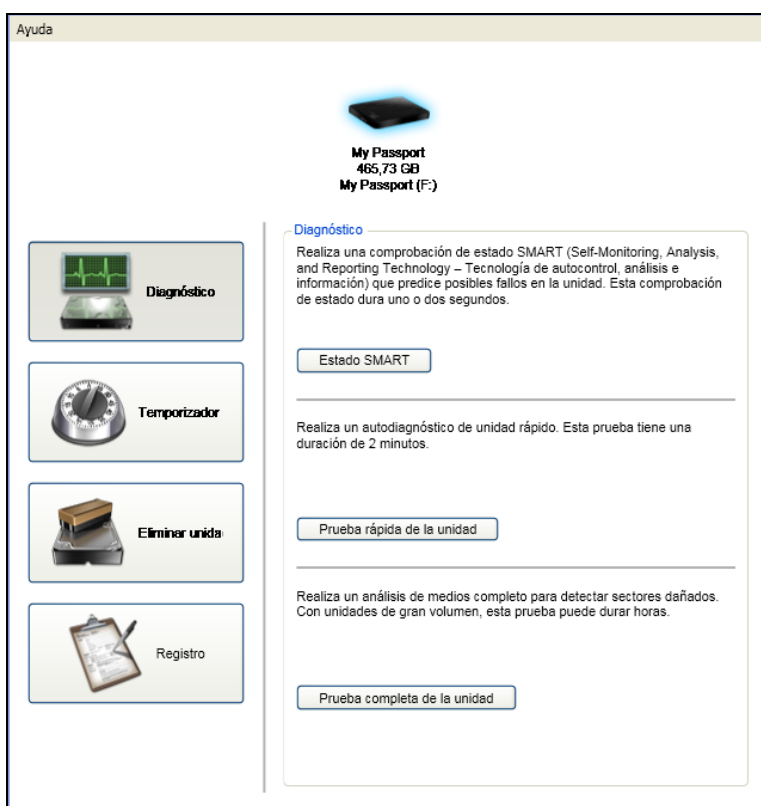 Ayuda
My Passport
465,73 GB
My Passport (F:)
Diagnóstico
Temporizador
Eliminar unida
Registro
Diagnóstico
Realiza una comprobación de estado SMART (Self-Monitoring, Analysis,
and Reporting Technology – Tecnología de autocontrol, análisis e
información) que predice posibles fallos en la unidad. Esta comprobación
de estado dura uno o dos segundos.
Estado SMART
Realiza un autodiagnóstico de unidad rápido. Esta prueba tiene una
duración de 2 minutos.
Prueba rápida de la unidad
Realiza un análisis de medios completo para detectar sectores dañados.
Con unidades de gran volumen, esta prueba puede durar horas.
Prueba completa de la unidad